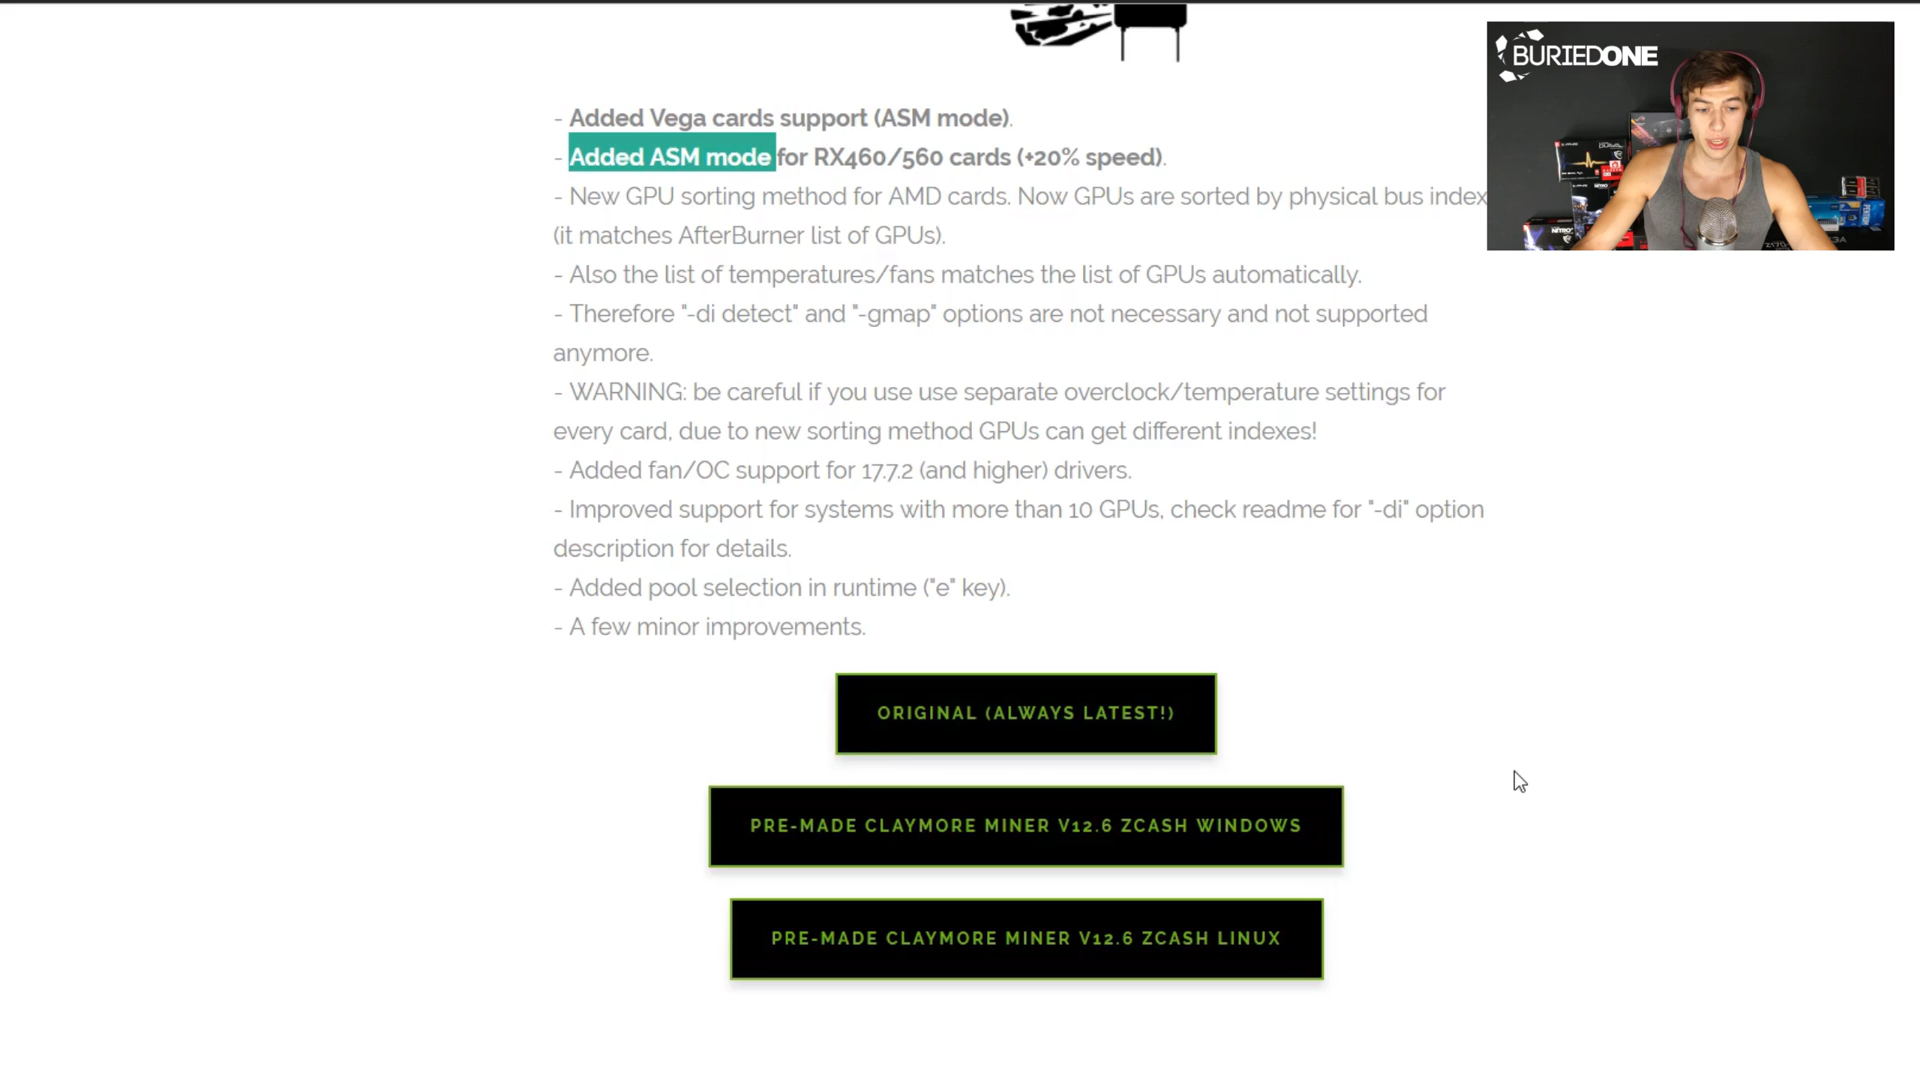 BURIEDONE
- Added Vega cards support (ASM mode).
- Added ASM mode for RX460/560 cards (+20% speed).
- New GPU sorting method for AMD cards. Now GPUs are sorted by physical bus index
(it matches AfterBurner list of GPUs).
- Also the list of temperatures/fans matches the list of GPUs automatically.
- Therefore "-di detect" and "-gmap" options are not necessary and not supported
anymore.
- WARNING: be careful if you use use separate overclock/temperature settings for
every card, due to new sorting method GPUs can get different indexes!
- Added fan/OC support for 17.7.2 (and higher) drivers.
- Improved support for systems with more than 10 GPUs, check readme for "-di" option
description for details.
- Added pool selection in runtime ("e" key).
- A few minor improvements.
ORIGINAL (ALWAYS LATEST!)
PRE-MADE CLAYMORE MINER V12.6 ZCASH WINDOWS
PRE-MADE CLAYMORE MINER V12.6 ZCASH LINUX